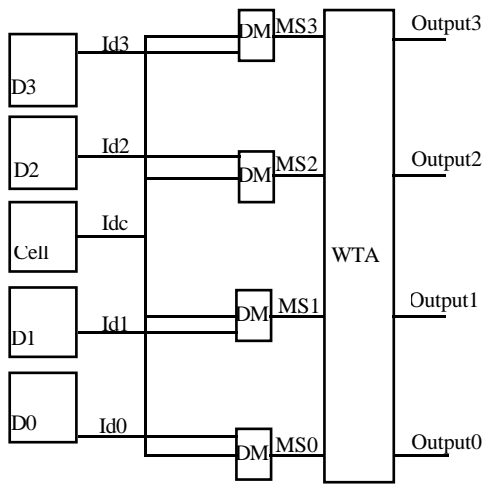 Output3
Id3
DM
MS3
D3
Id2
DM
MS2
Output2
D2
Idc
Cell
WTA
Id1
DM
MS1
Output1
D1
Id0
DM
MS0
Output0
D0